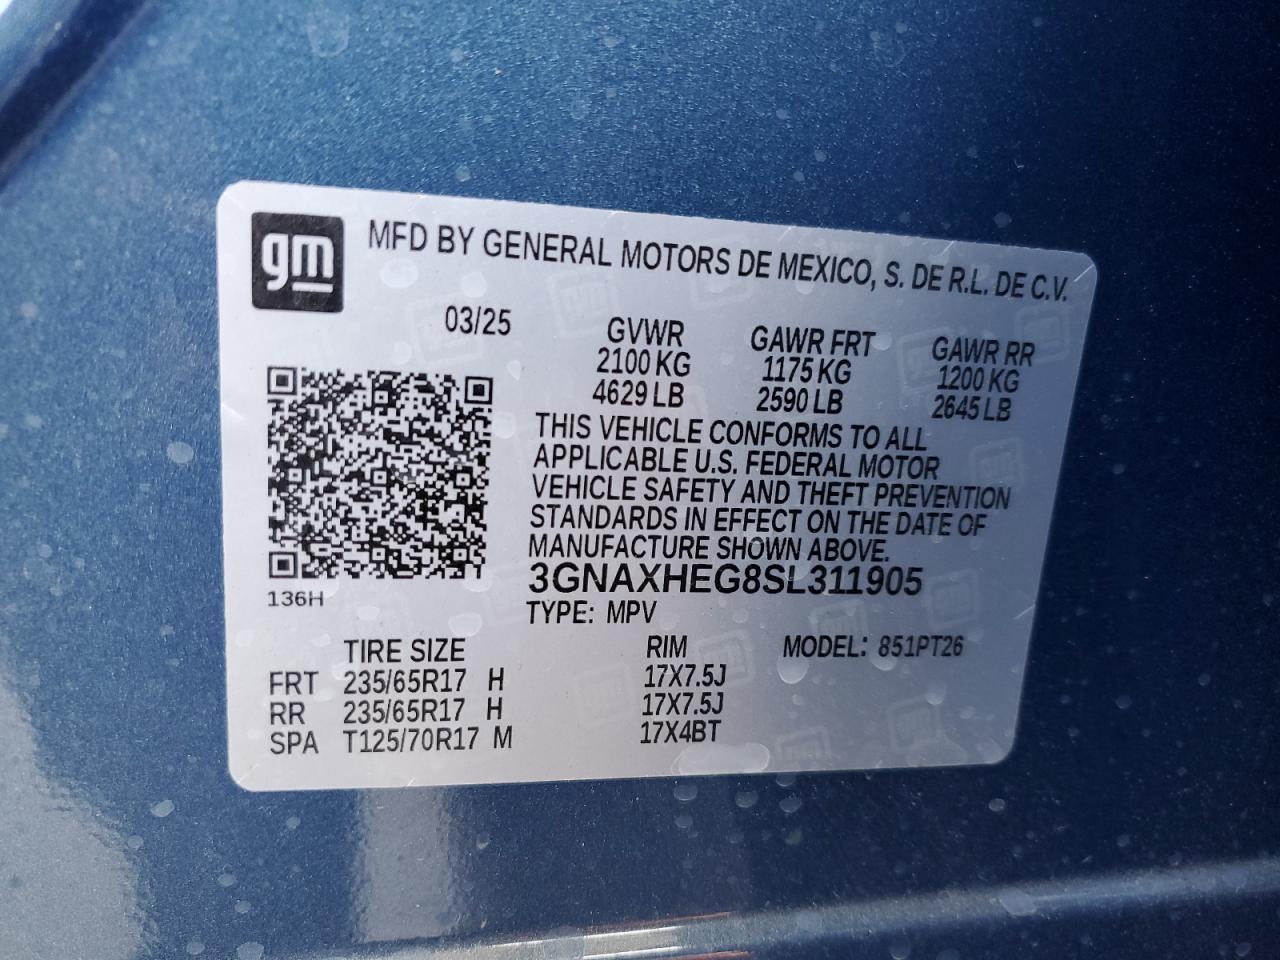 gm
MFD BY GENERAL MOTORS DE MEXICO, S. DE R.L. DE C.V.
03/25 GVWR GAWR FRT GAWR RR
2100 KG 1175 KG 1200 KG
4629 LB 2590 LB 2645 LB
THIS VEHICLE CONFORMS TO ALL
APPLICABLE U.S. FEDERAL MOTOR
VEHICLE SAFETY AND THEFT PREVENTION
STANDARDS IN EFFECT ON THE DATE OF
MANUFACTURE SHOWN ABOVE.
3GNAXHEG8SL311905
136H
TYPE: MPV
TIRE SIZE RIM MODEL: 851PT26
FRT 235/65R17 H 17X7.5J
RR 235/65R17 H 17X7.5J
SPA T125/70R17 M 17X4BT